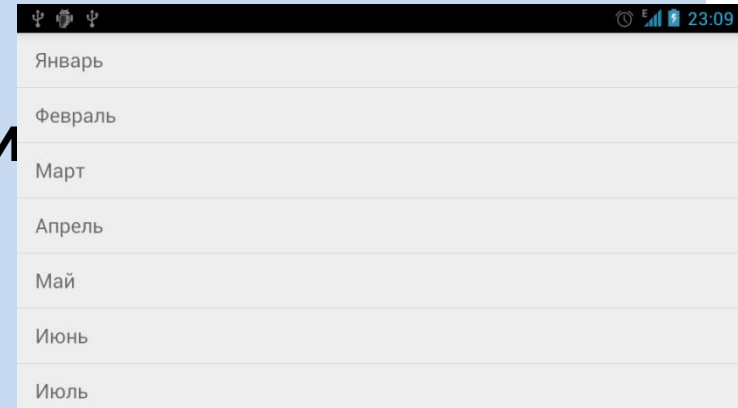 E 23:09
Январь
Февраль
и
Март
Апрель
Май
Июнь
Июль